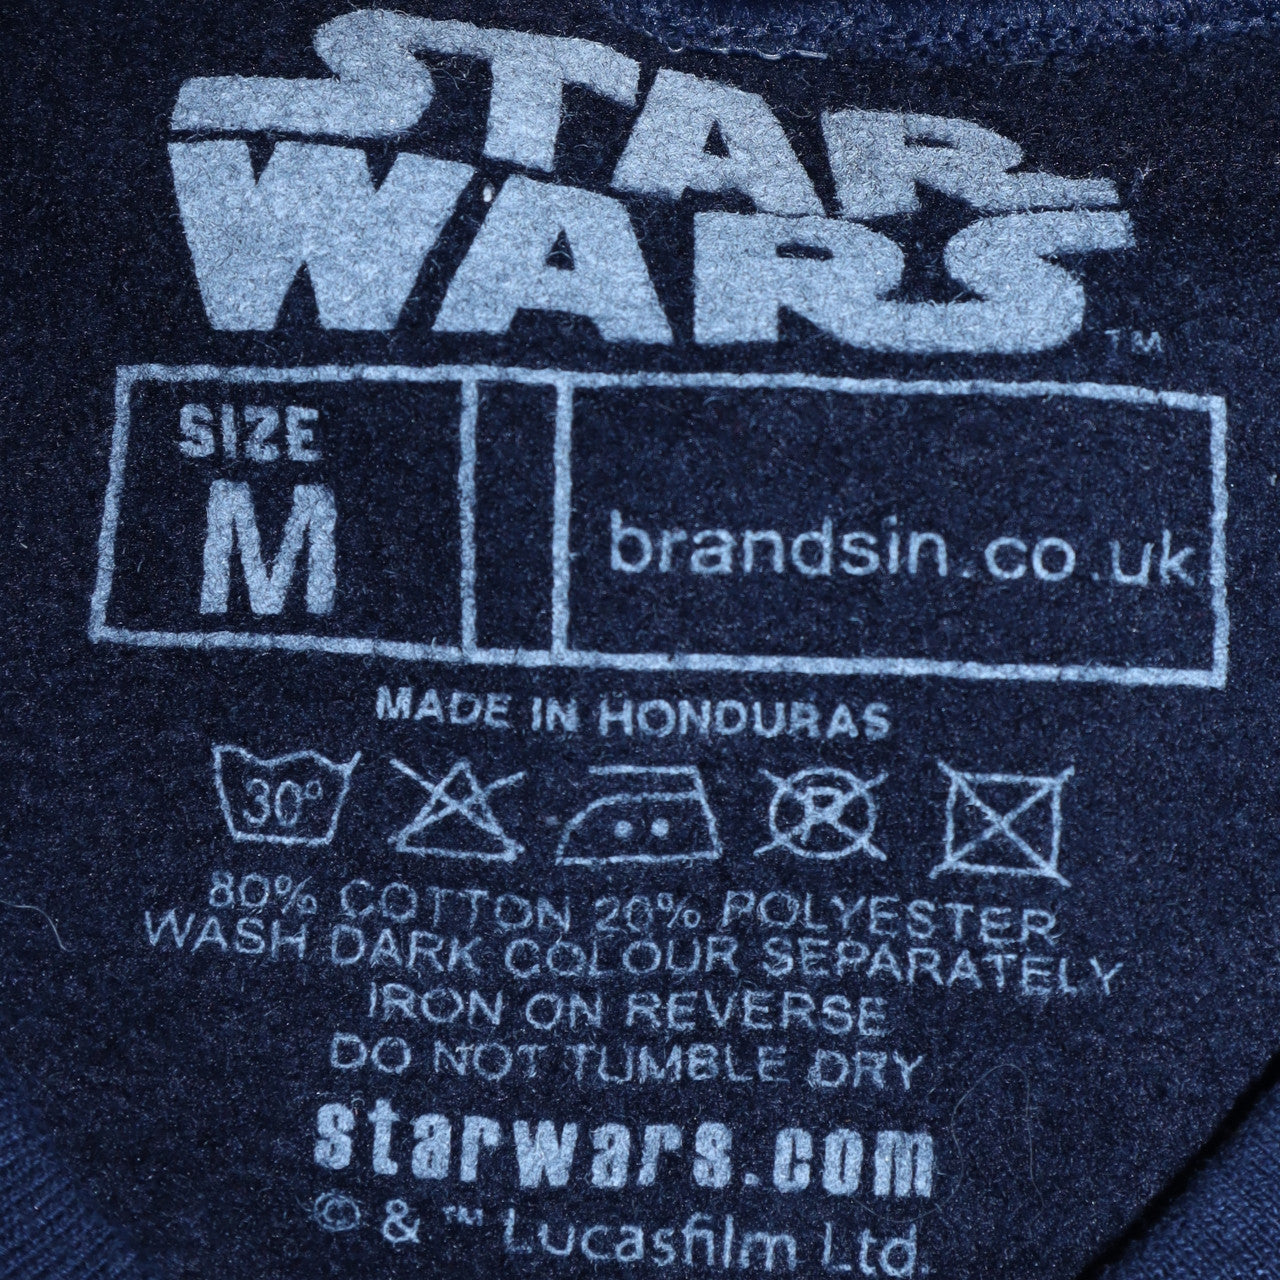 STAR
WARS
™
SIZE
M
brandsin.co.uk
MADE IN HONDURAS
30°
P
80% COTTON 20% POLYESTER
WASH DARK COLOUR SEPARATELY
IRON ON REVERSE
DO NOT TUMBLE DRY
starwars.com
© & ™ Lucasfilm Ltd.